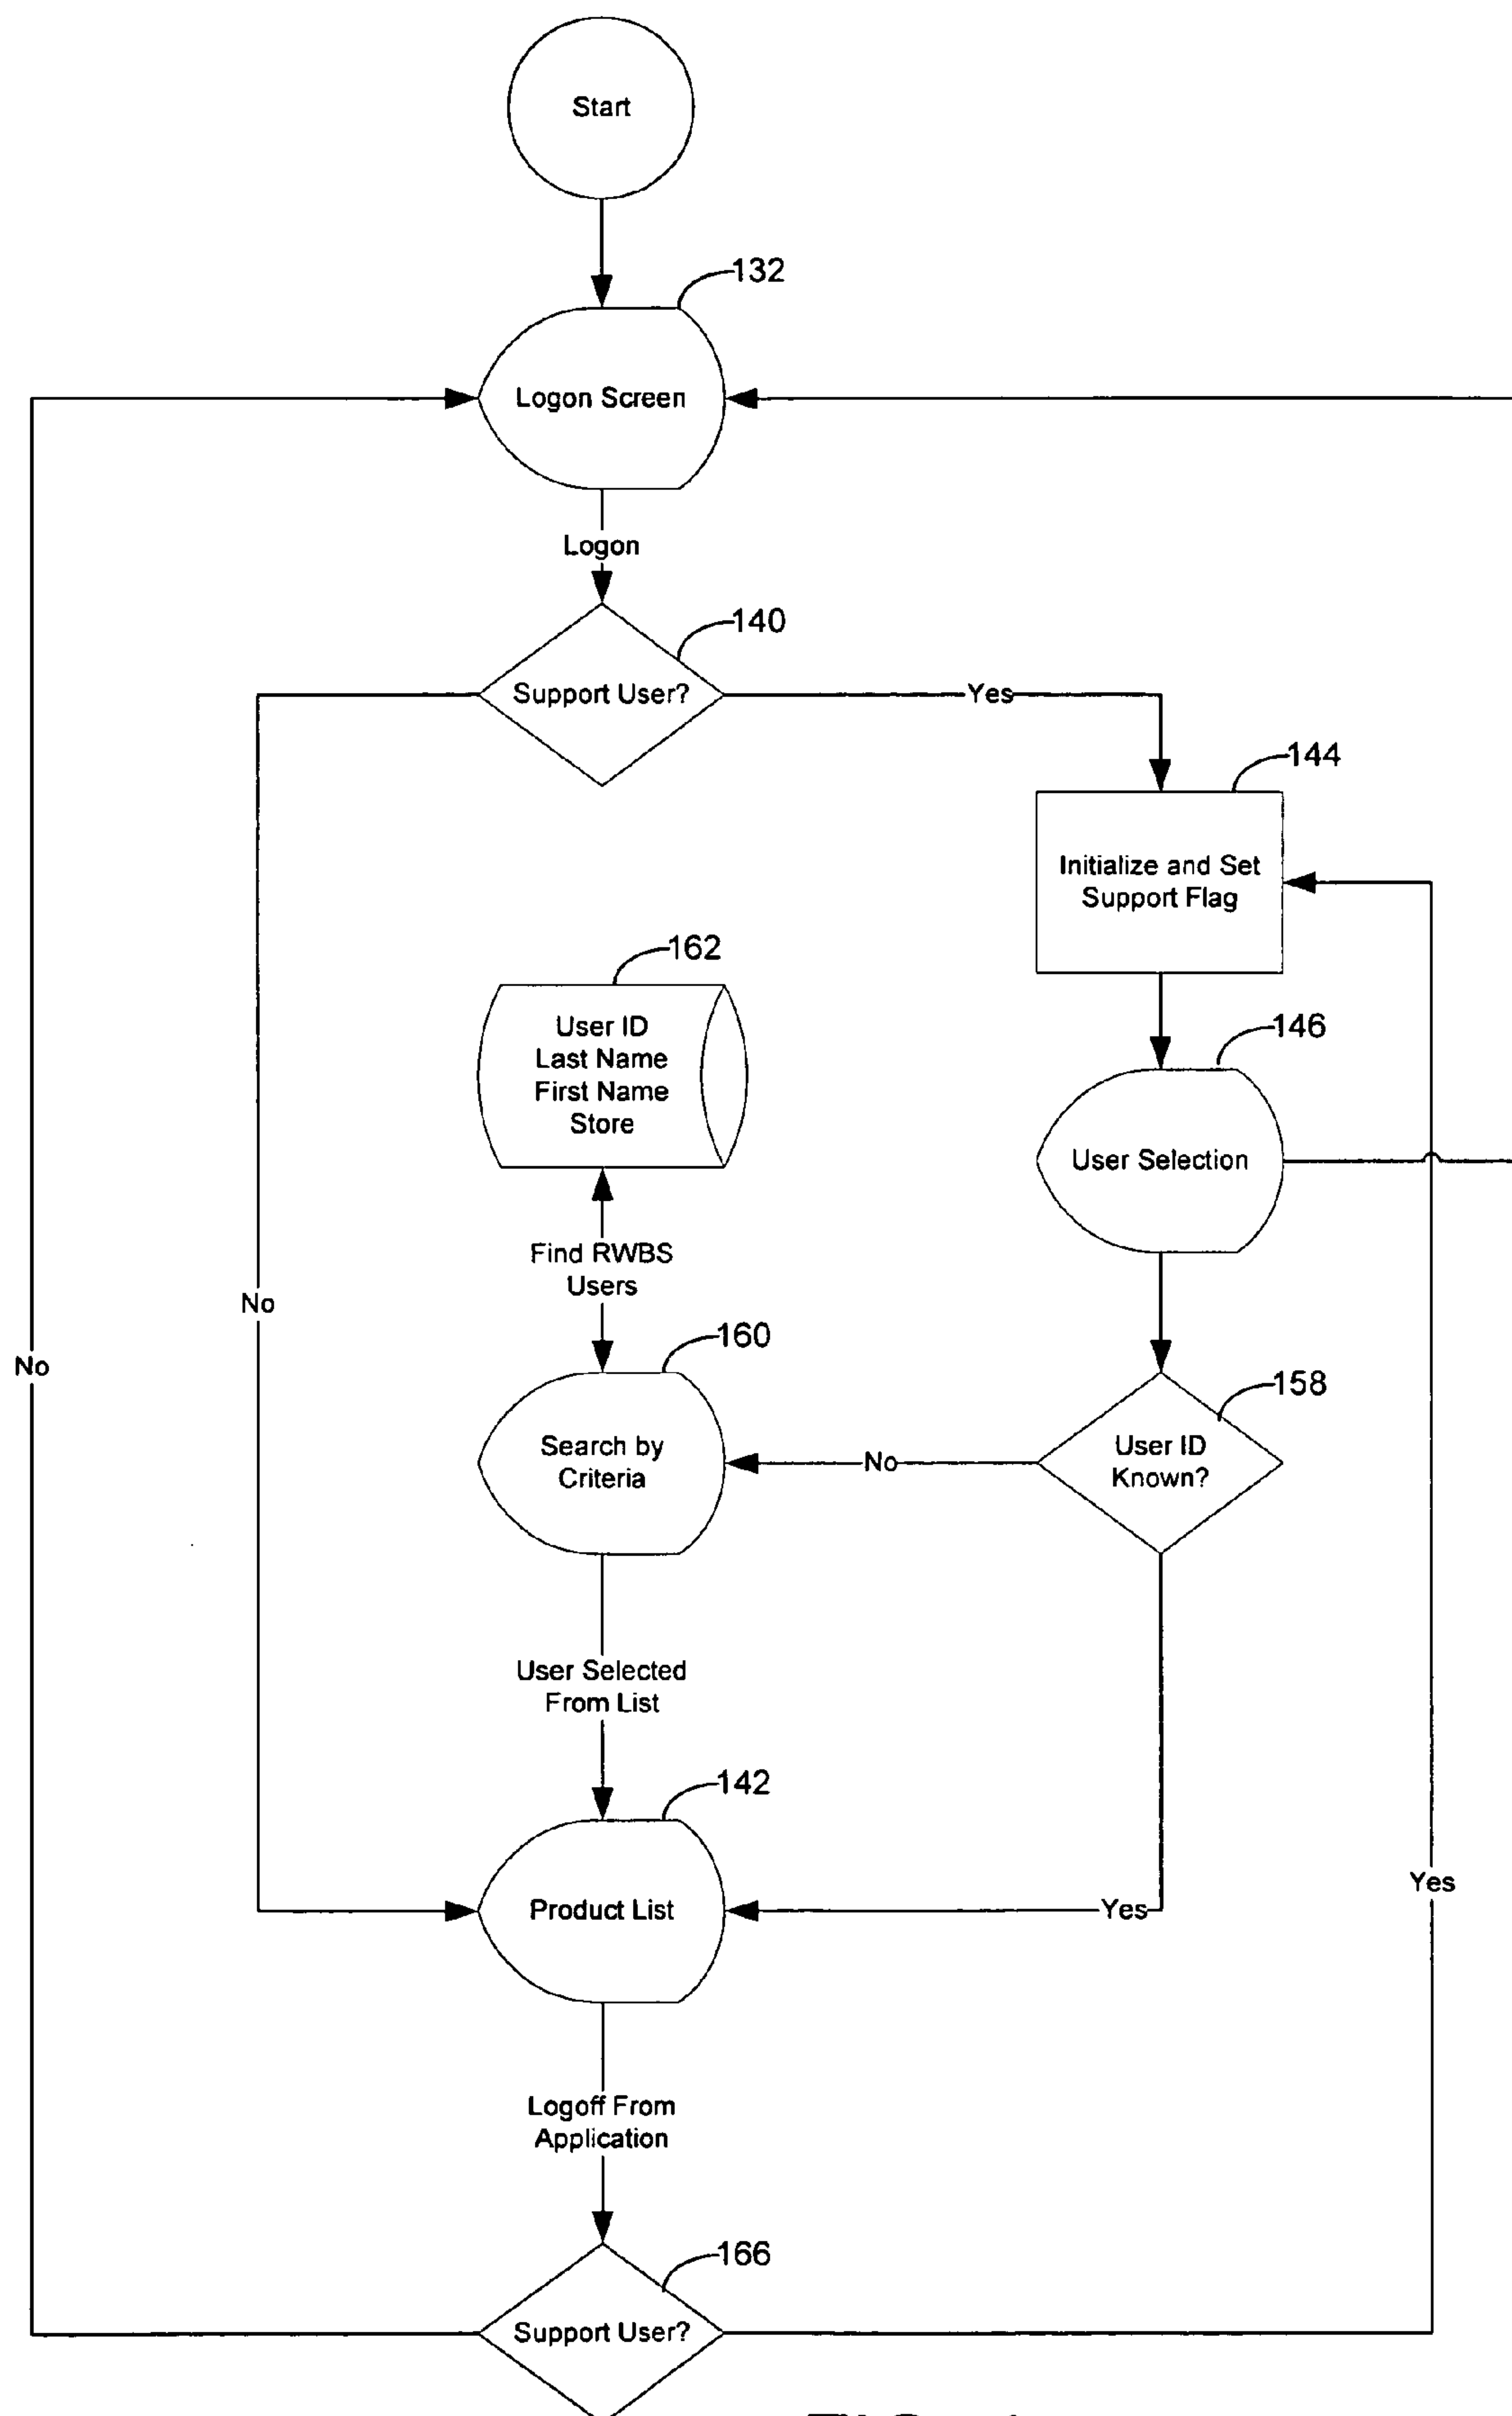 Start
132
Logon Screen
Logon
140
Support User?
Yes
144
Initialize and Set
Support Flag
162
User ID
Last Name
First Name
Store
146
User Selection
Find RWBS
Users
No
No
160
158
Search by
Criteria
No
User ID
Known?
User Selected
From List
142
Product List
Yes
Yes
Logoff From
Application
166
Support User?